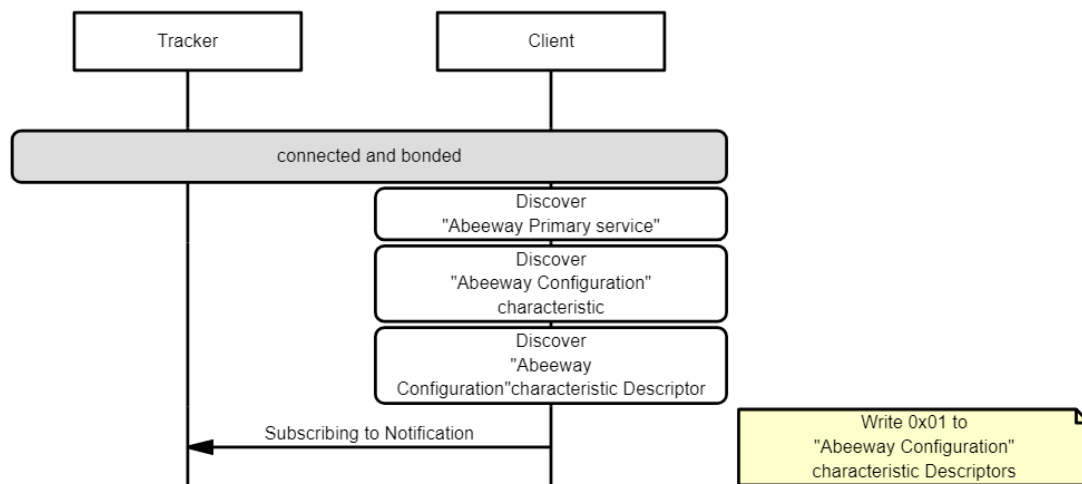 Tracker
Client
connected and bonded
Discover
"Abeeway Primary service"
Discover
"Abeeway Configuration"
characteristic
Discover
"Abeeway
Configuration"characteristic Descriptor
Subscribing to Notification
Write 0x01 to
"Abeeway Configuration"
characteristic Descriptors